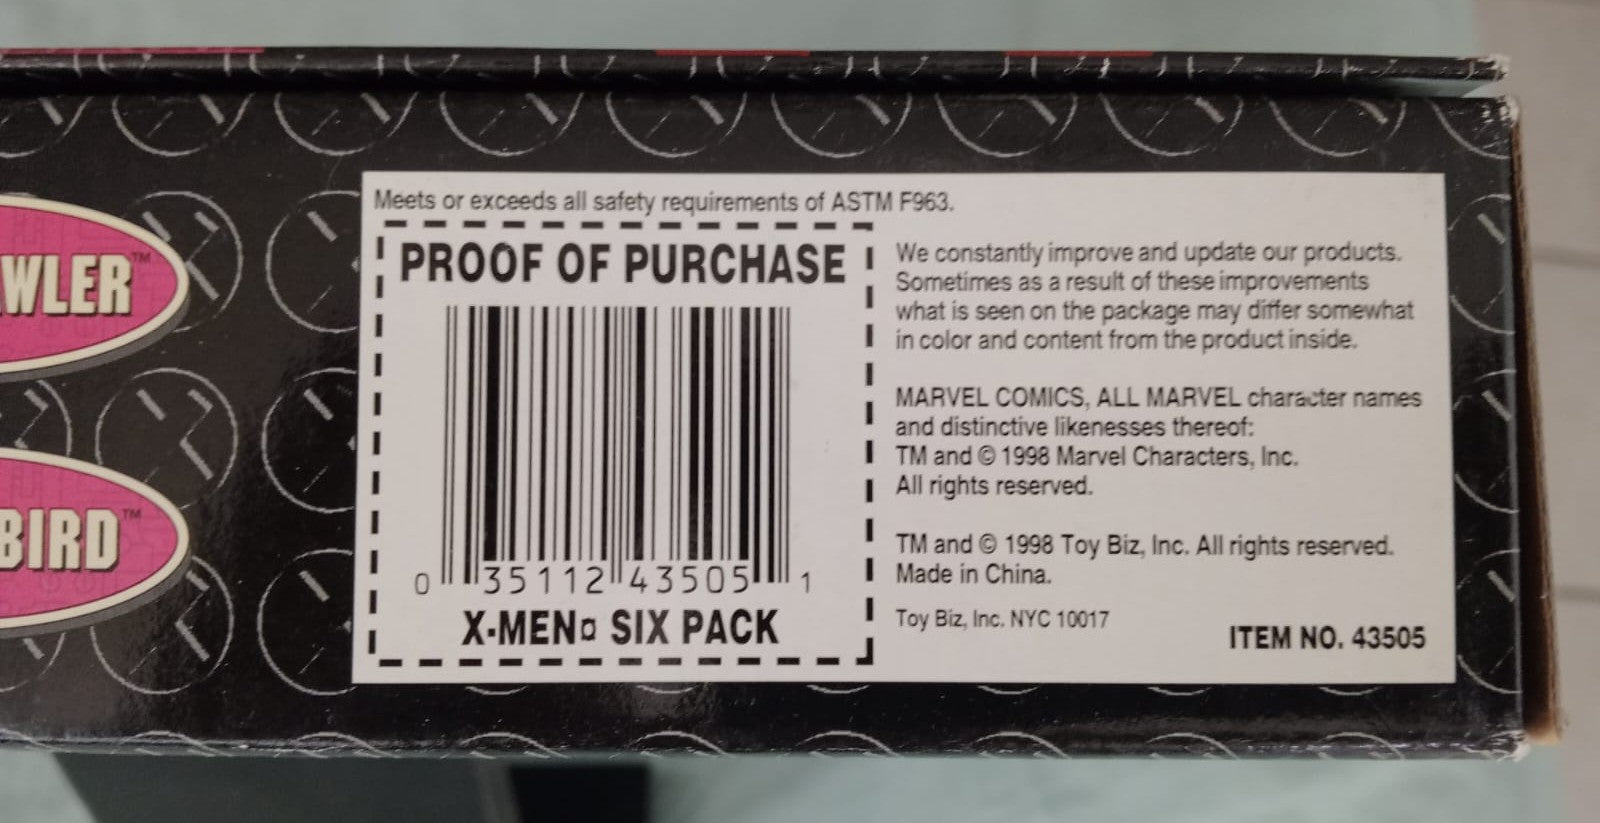 WLER™
BIRD™
Meets or exceeds all safety requirements of ASTM F963.
PROOF OF PURCHASE
0 35112 43505 1
X-MEN¤ SIX PACK
We constantly improve and update our products.
Sometimes as a result of these improvements
what is seen on the package may differ somewhat
in color and content from the product inside.
MARVEL COMICS, ALL MARVEL character names
and distinctive likenesses thereof:
TM and © 1998 Marvel Characters, Inc.
All rights reserved.
TM and © 1998 Toy Biz, Inc. All rights reserved.
Made in China.
Toy Biz, Inc. NYC 10017
ITEM NO. 43505